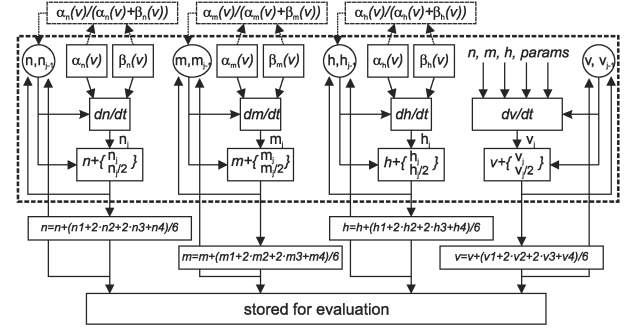 αn(v)/(αn(v)+βn(v))
αm(v)/(αm(v)+βm(v))
αh(v)/(αh(v)+βh(v))
n,nj-1
αn(v)
βn(v)
m,mj-1
αm(v)
βm(v)
h,hj-1
αh(v)
βh(v)
n, m, h, params
v, vj-1
dn/dt
dm/dt
dh/dt
dv/dt
nj
mj
hj
vj
n+{nj nj/2}
m+{mj mj/2}
h+{hj hj/2}
v+{vj vj/2}
n=n+(n1+2·n2+2·n3+n4)/6
h=h+(h1+2·h2+2·h3+h4)/6
m=m+(m1+2·m2+2·m3+m4)/6
v=v+(v1+2·v2+2·v3+v4)/6
stored for evaluation